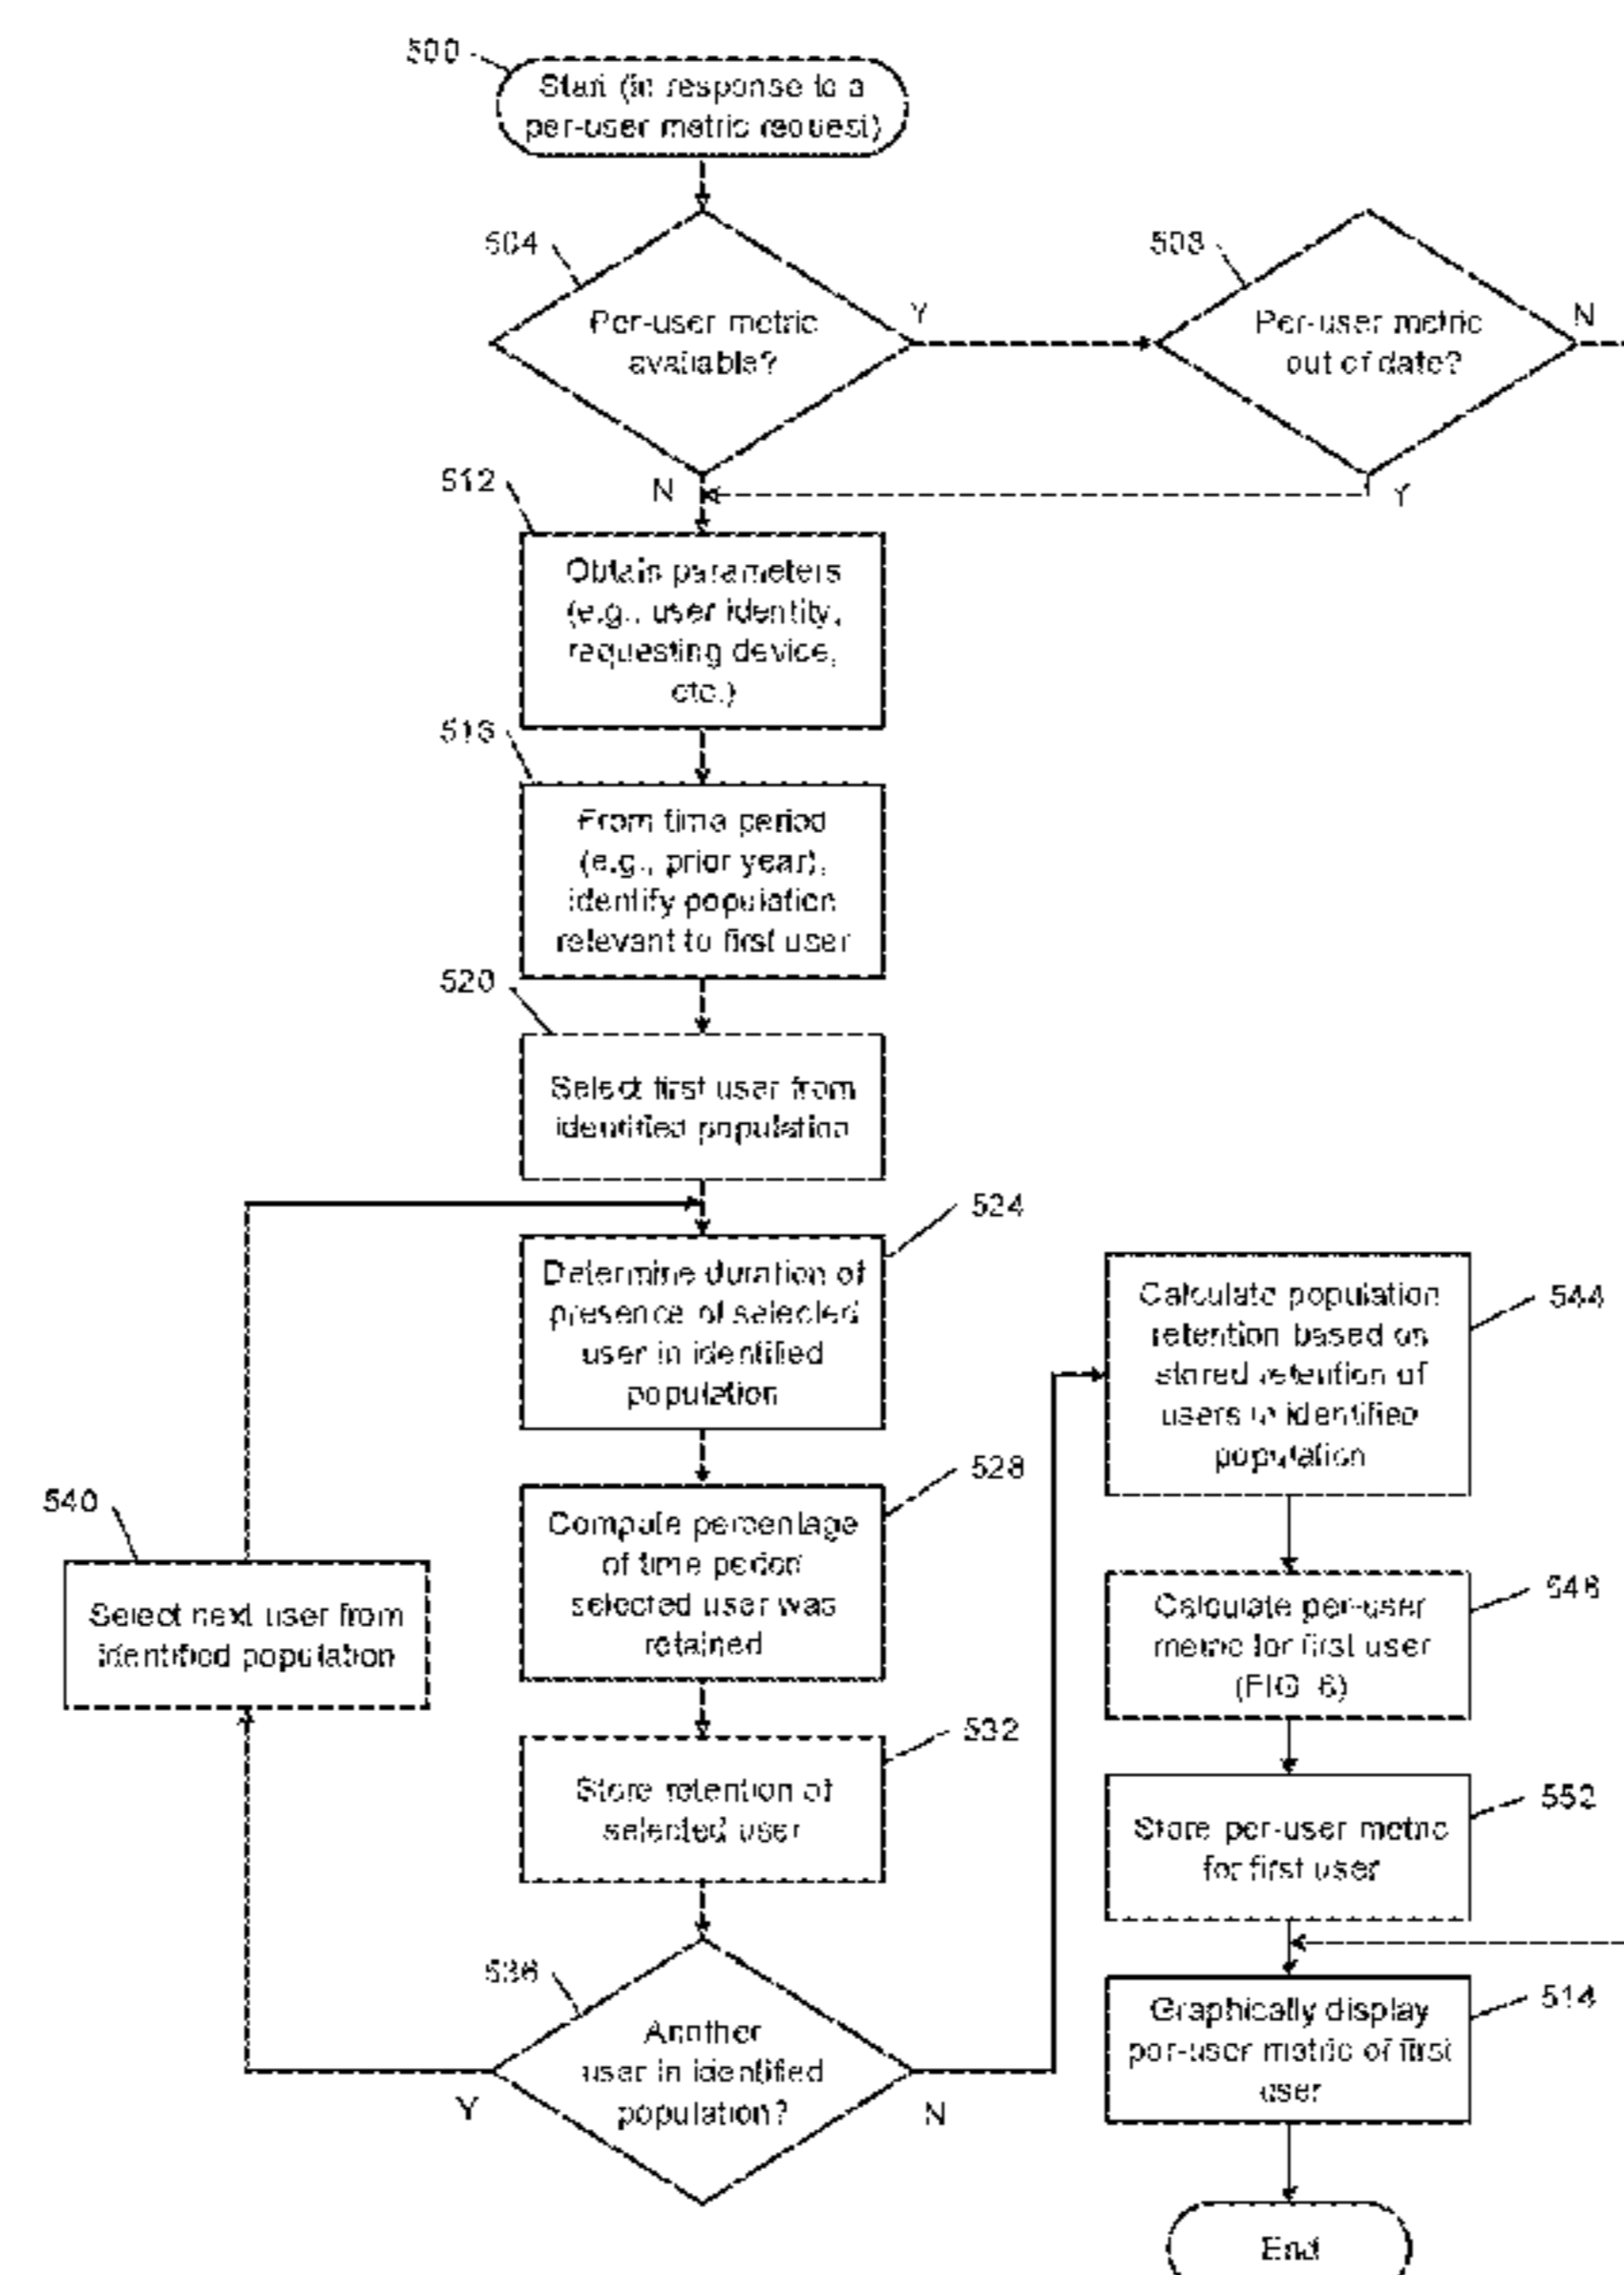 500
Start (in response to a
per-user metric request)
504
Per-user metric
available?
Y
N
508
Per-user metric
out of date?
N
Y
512
Obtain parameters
(e.g., user identity,
requesting device,
etc.)
516
From time period
(e.g., prior year),
identify population
relevant to first user
520
Select first user from
identified population
524
Determine duration of
presence of selected
user in identified
population
528
Compute percentage
of time period
selected user was
retained
532
Store retention of
selected user
536
Another
user in identified
population?
Y
N
540
Select next user from
identified population
544
Calculate population
retention based on
stored retention of
users in identified
population
548
Calculate per-user
metric for first user
(FIG. 6)
552
Store per-user metric
for first user
514
Graphically display
per-user metric of first
user
End